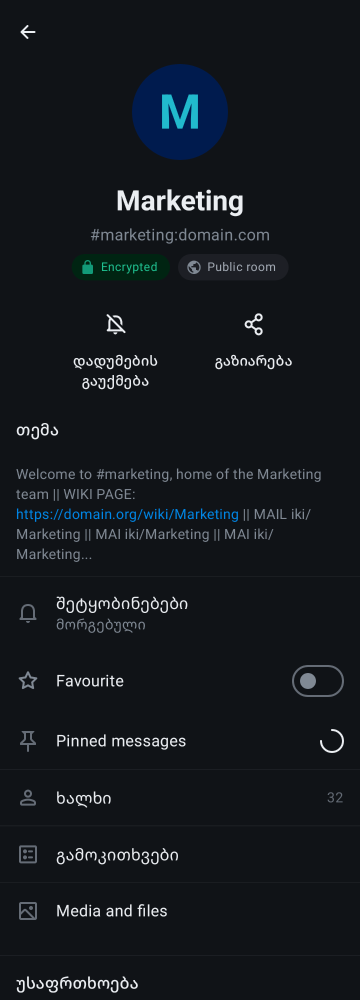 M
Marketing
#marketing:domain.com
Encrypted
Public room
დადუმების
გაუქმება
გაზიარება
თემა
Welcome to #marketing, home of the Marketing
team || WIKI PAGE:
https://domain.org/wiki/Marketing || MAIL iki/
Marketing || MAI iki/Marketing || MAI iki/
Marketing...
შეტყობინებები
მორგებული
Favourite
Pinned messages
ხალხი
32
გამოკითხვები
Media and files
უსაფრთხოება